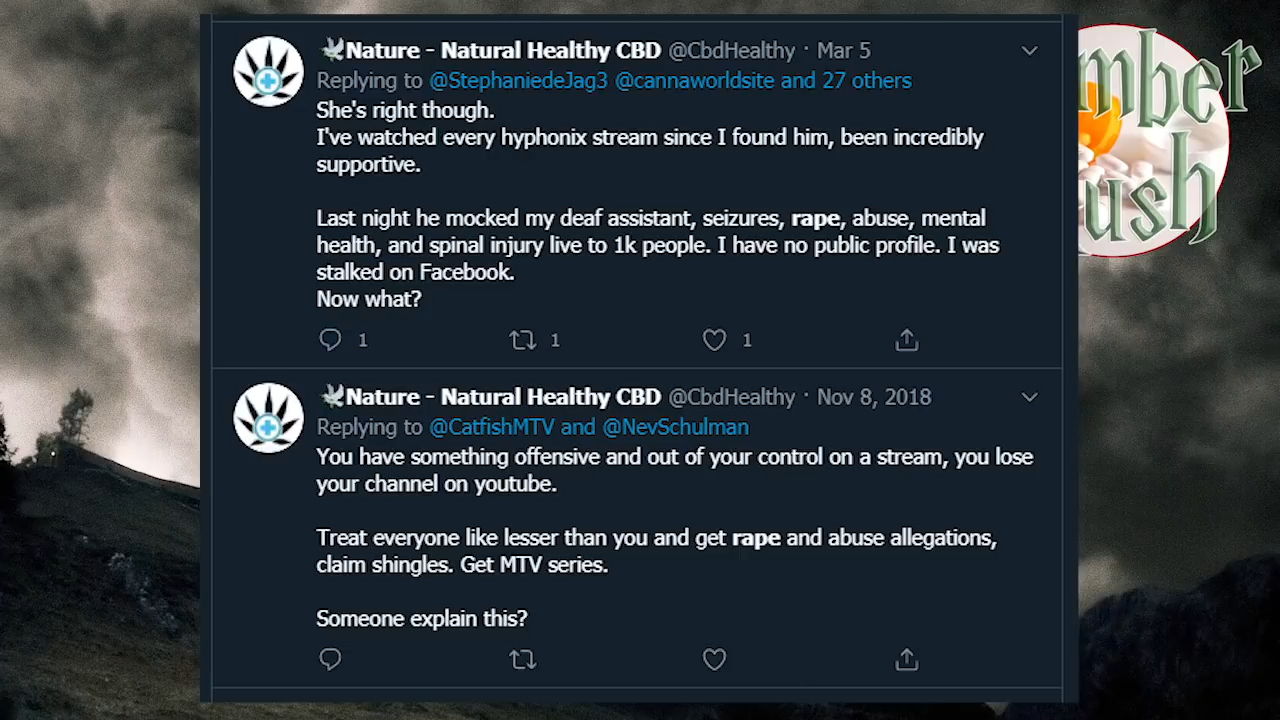 🕊Nature - Natural Healthy CBD @CbdHealthy · Mar 5
Replying to @StephaniedeJag3 @cannaworldsite and 27 others
She's right though.
I've watched every hyphonix stream since I found him, been incredibly
supportive.
Last night he mocked my deaf assistant, seizures, rape, abuse, mental
health, and spinal injury live to 1k people. I have no public profile. I was
stalked on Facebook.
Now what?
1 1 1
🕊Nature - Natural Healthy CBD @CbdHealthy · Nov 8, 2018
Replying to @CatfishMTV and @NevSchulman
You have something offensive and out of your control on a stream, you lose
your channel on youtube.
Treat everyone like lesser than you and get rape and abuse allegations,
claim shingles. Get MTV series.
Someone explain this?
mber
ush